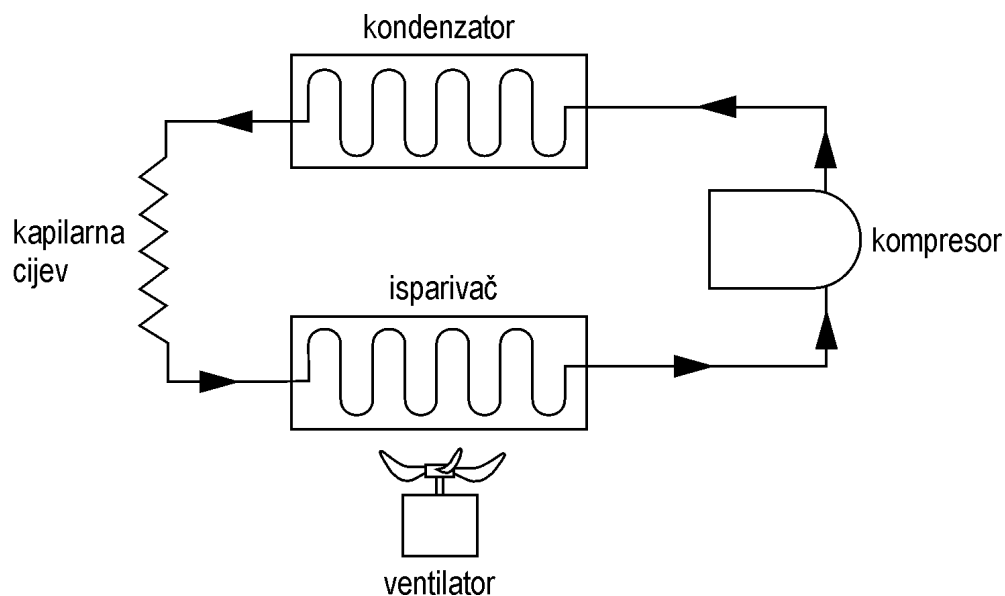 kondenzator
kapilarna
cijev
kompresor
isparivač
ventilator